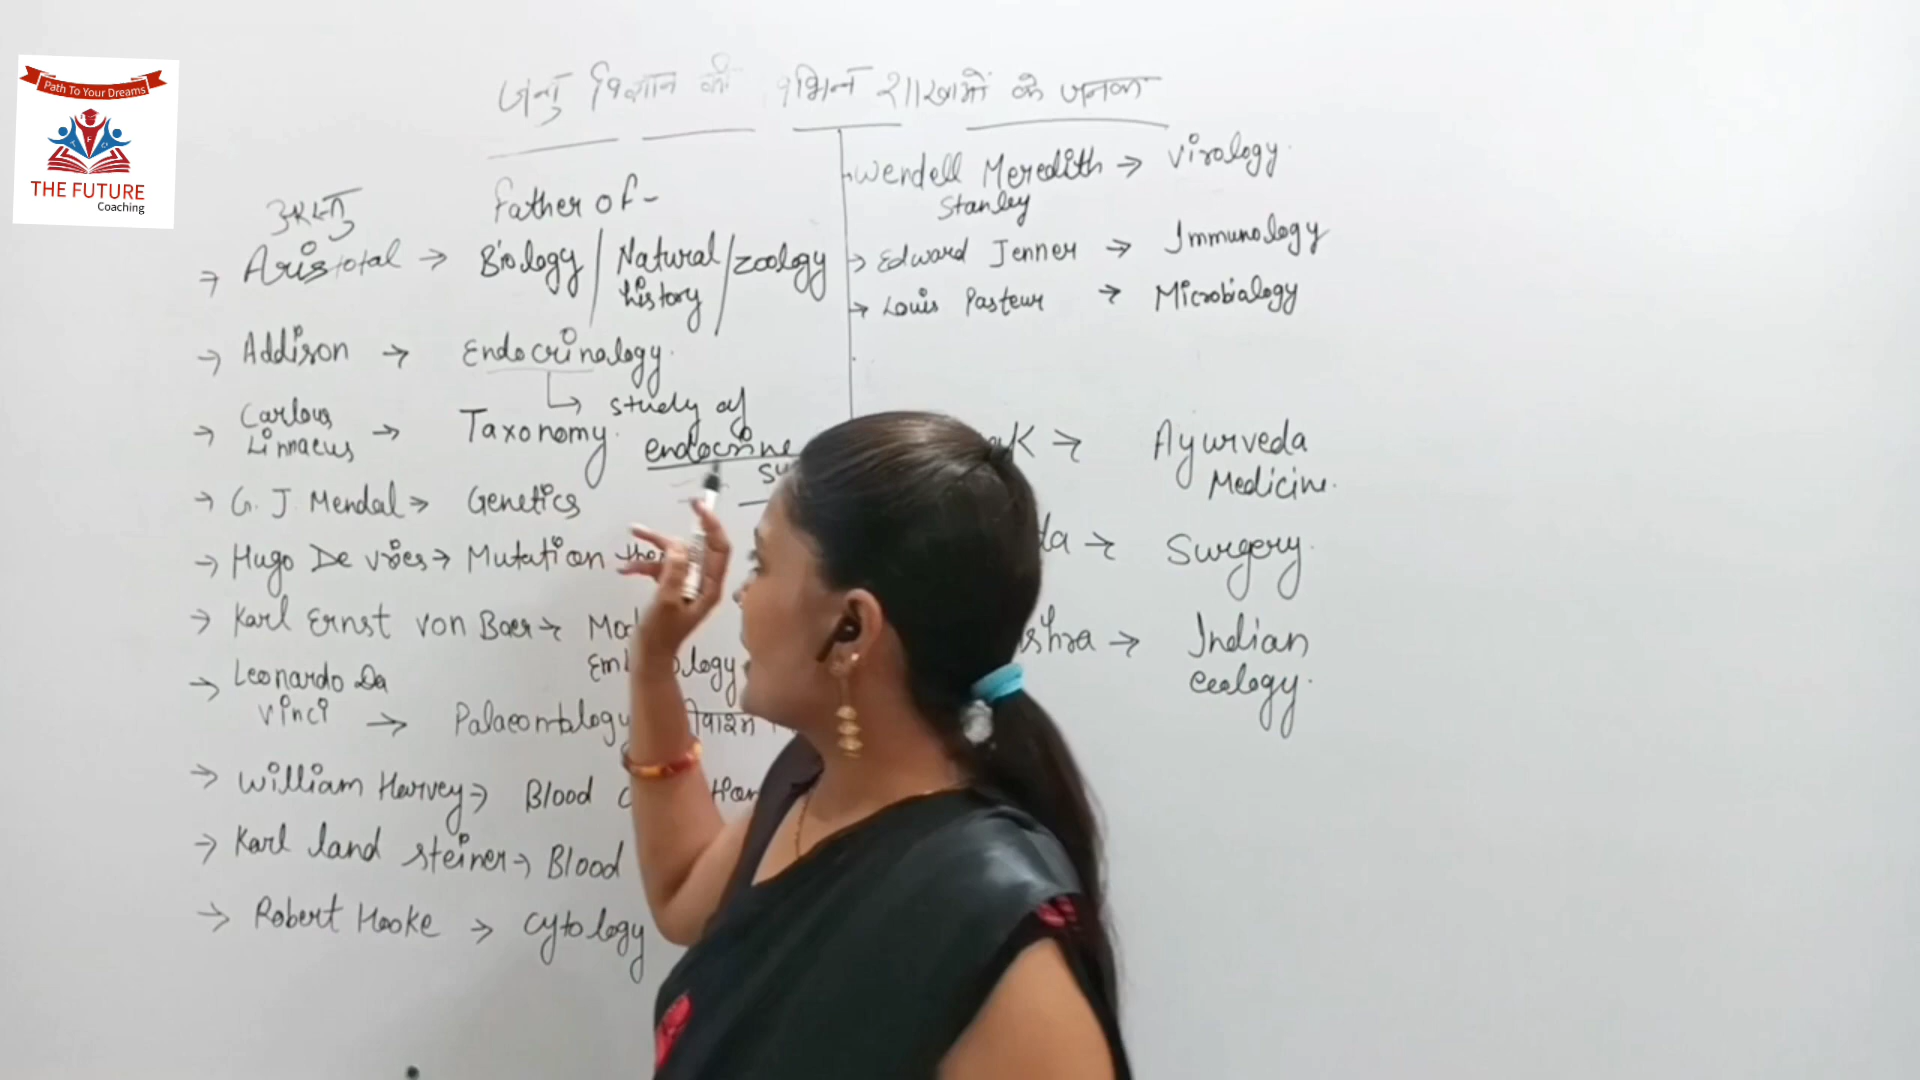 Path To Your Dreams
THE FUTURE
Coaching
जन्तु विज्ञान की विभिन्न शाखाओं के जनक
अरस्तु
Father of -
→ Aristotal → Biology / Natural history / zoology
→ Addison → Endocrinology
↳ study of endocrine
→ Carlous Linnaeus → Taxonomy
→ G. J. Mendal → Genetics
→ Hugo De vries → Mutation
→ Karl Ernst von Baer →
→ Leonardo Da vinci → Palaeontology
→ William Harvey → Blood
→ Karl land steiner → Blood
→ Robert Hooke → cytology
Wendell Meredith Stanley → Virology
→ Edward Jenner → Immunology
→ Louis Pasteur → Microbialogy
→ Ayurveda Medicine.
→ Surgery.
→ Indian ecology.